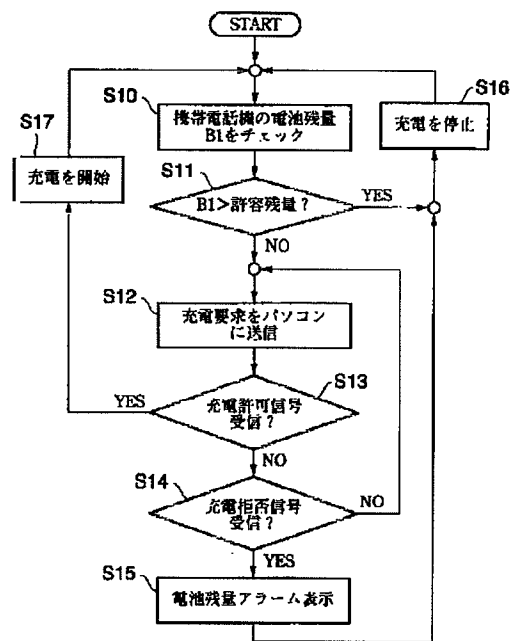 START
S10
携帯電話機の電池残量
B1をチェック
S16
充電を停止
S17
充電を開始
S11
B1>許容残量？
YES
NO
S12
充電要求をパソコン
に送信
S13
充電許可信号
受信？
YES
NO
S14
充電拒否信号
受信？
NO
YES
S15
電池残量アラーム表示